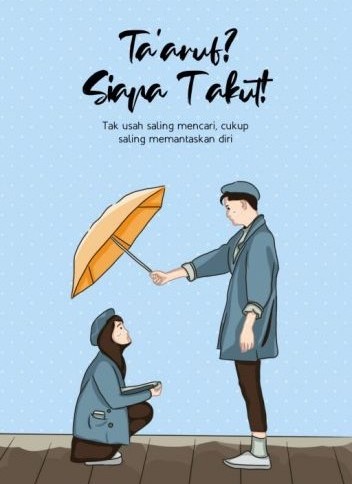 Ta'aruf?
Siapa Takut!
Tak usah saling mencari, cukup
saling memantaskan diri